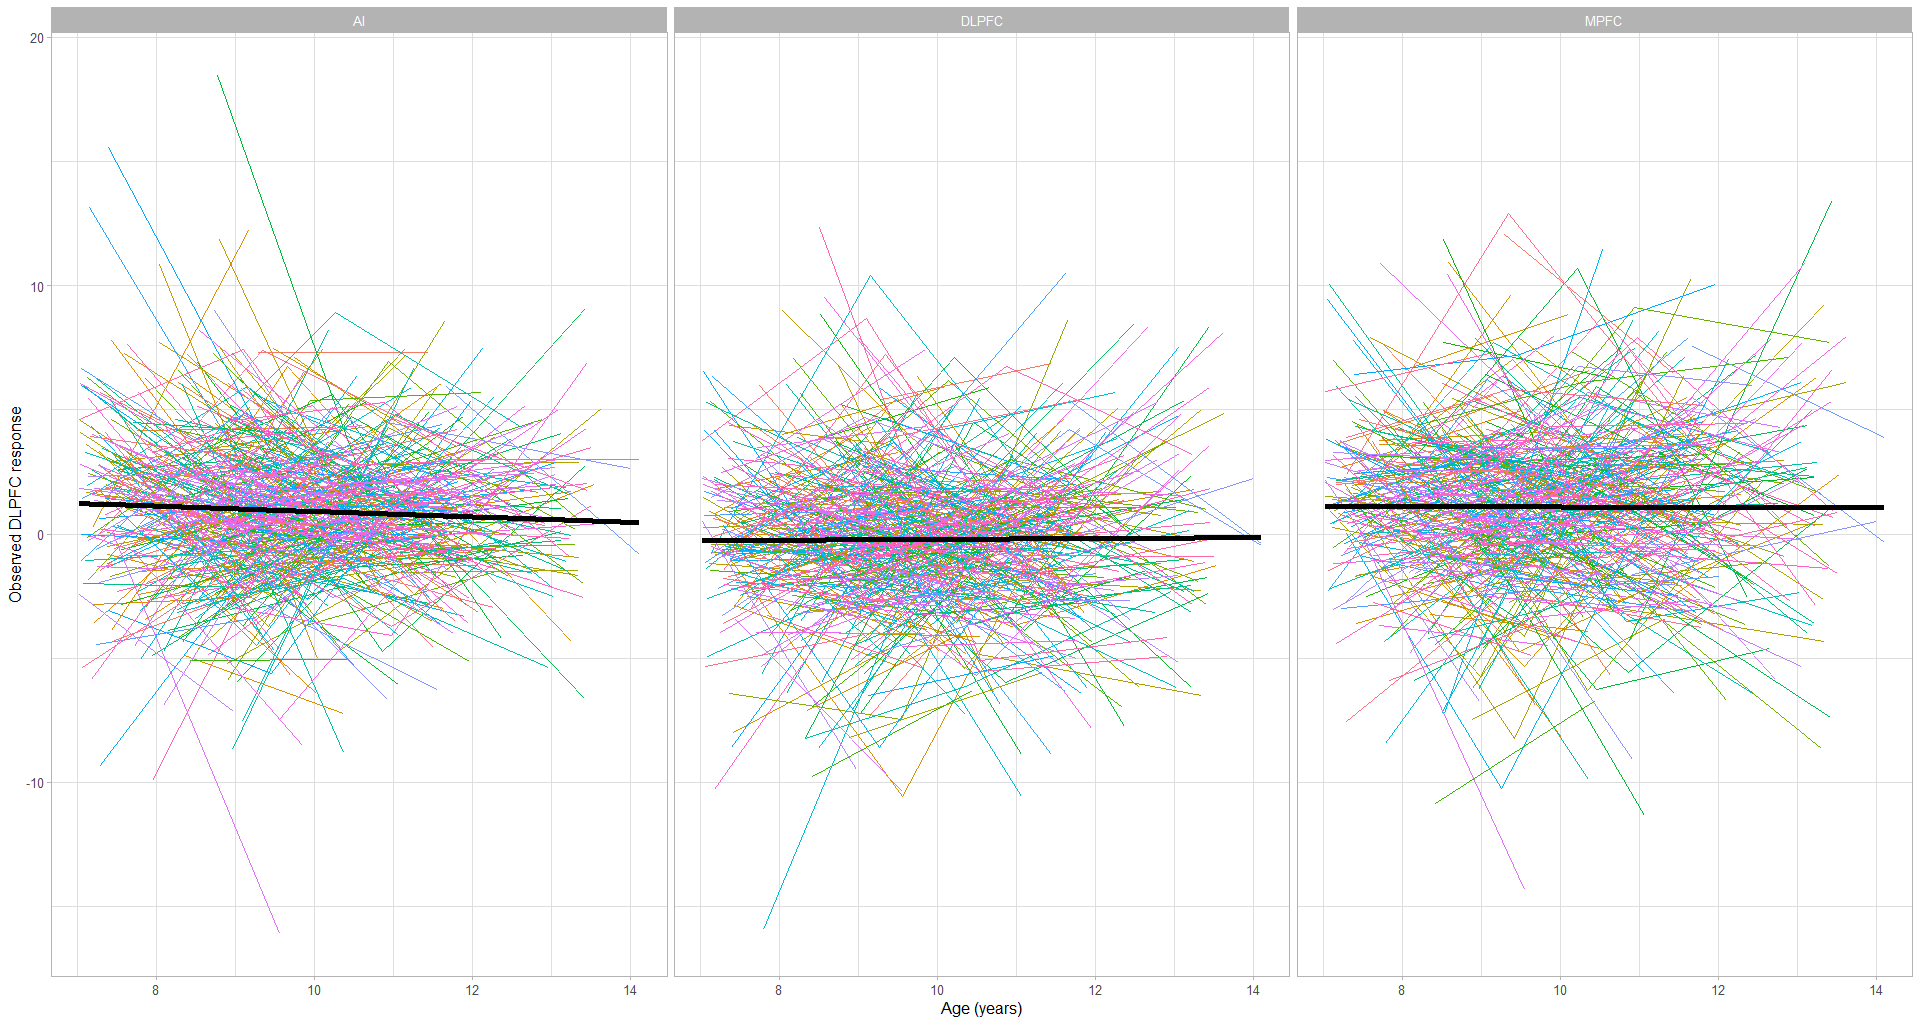 AI DLPFC MPFC
Observed DLPFC response
20
10
0
-10
8 10 12 14 8 10 12 14 8 10 12 14
Age (years)